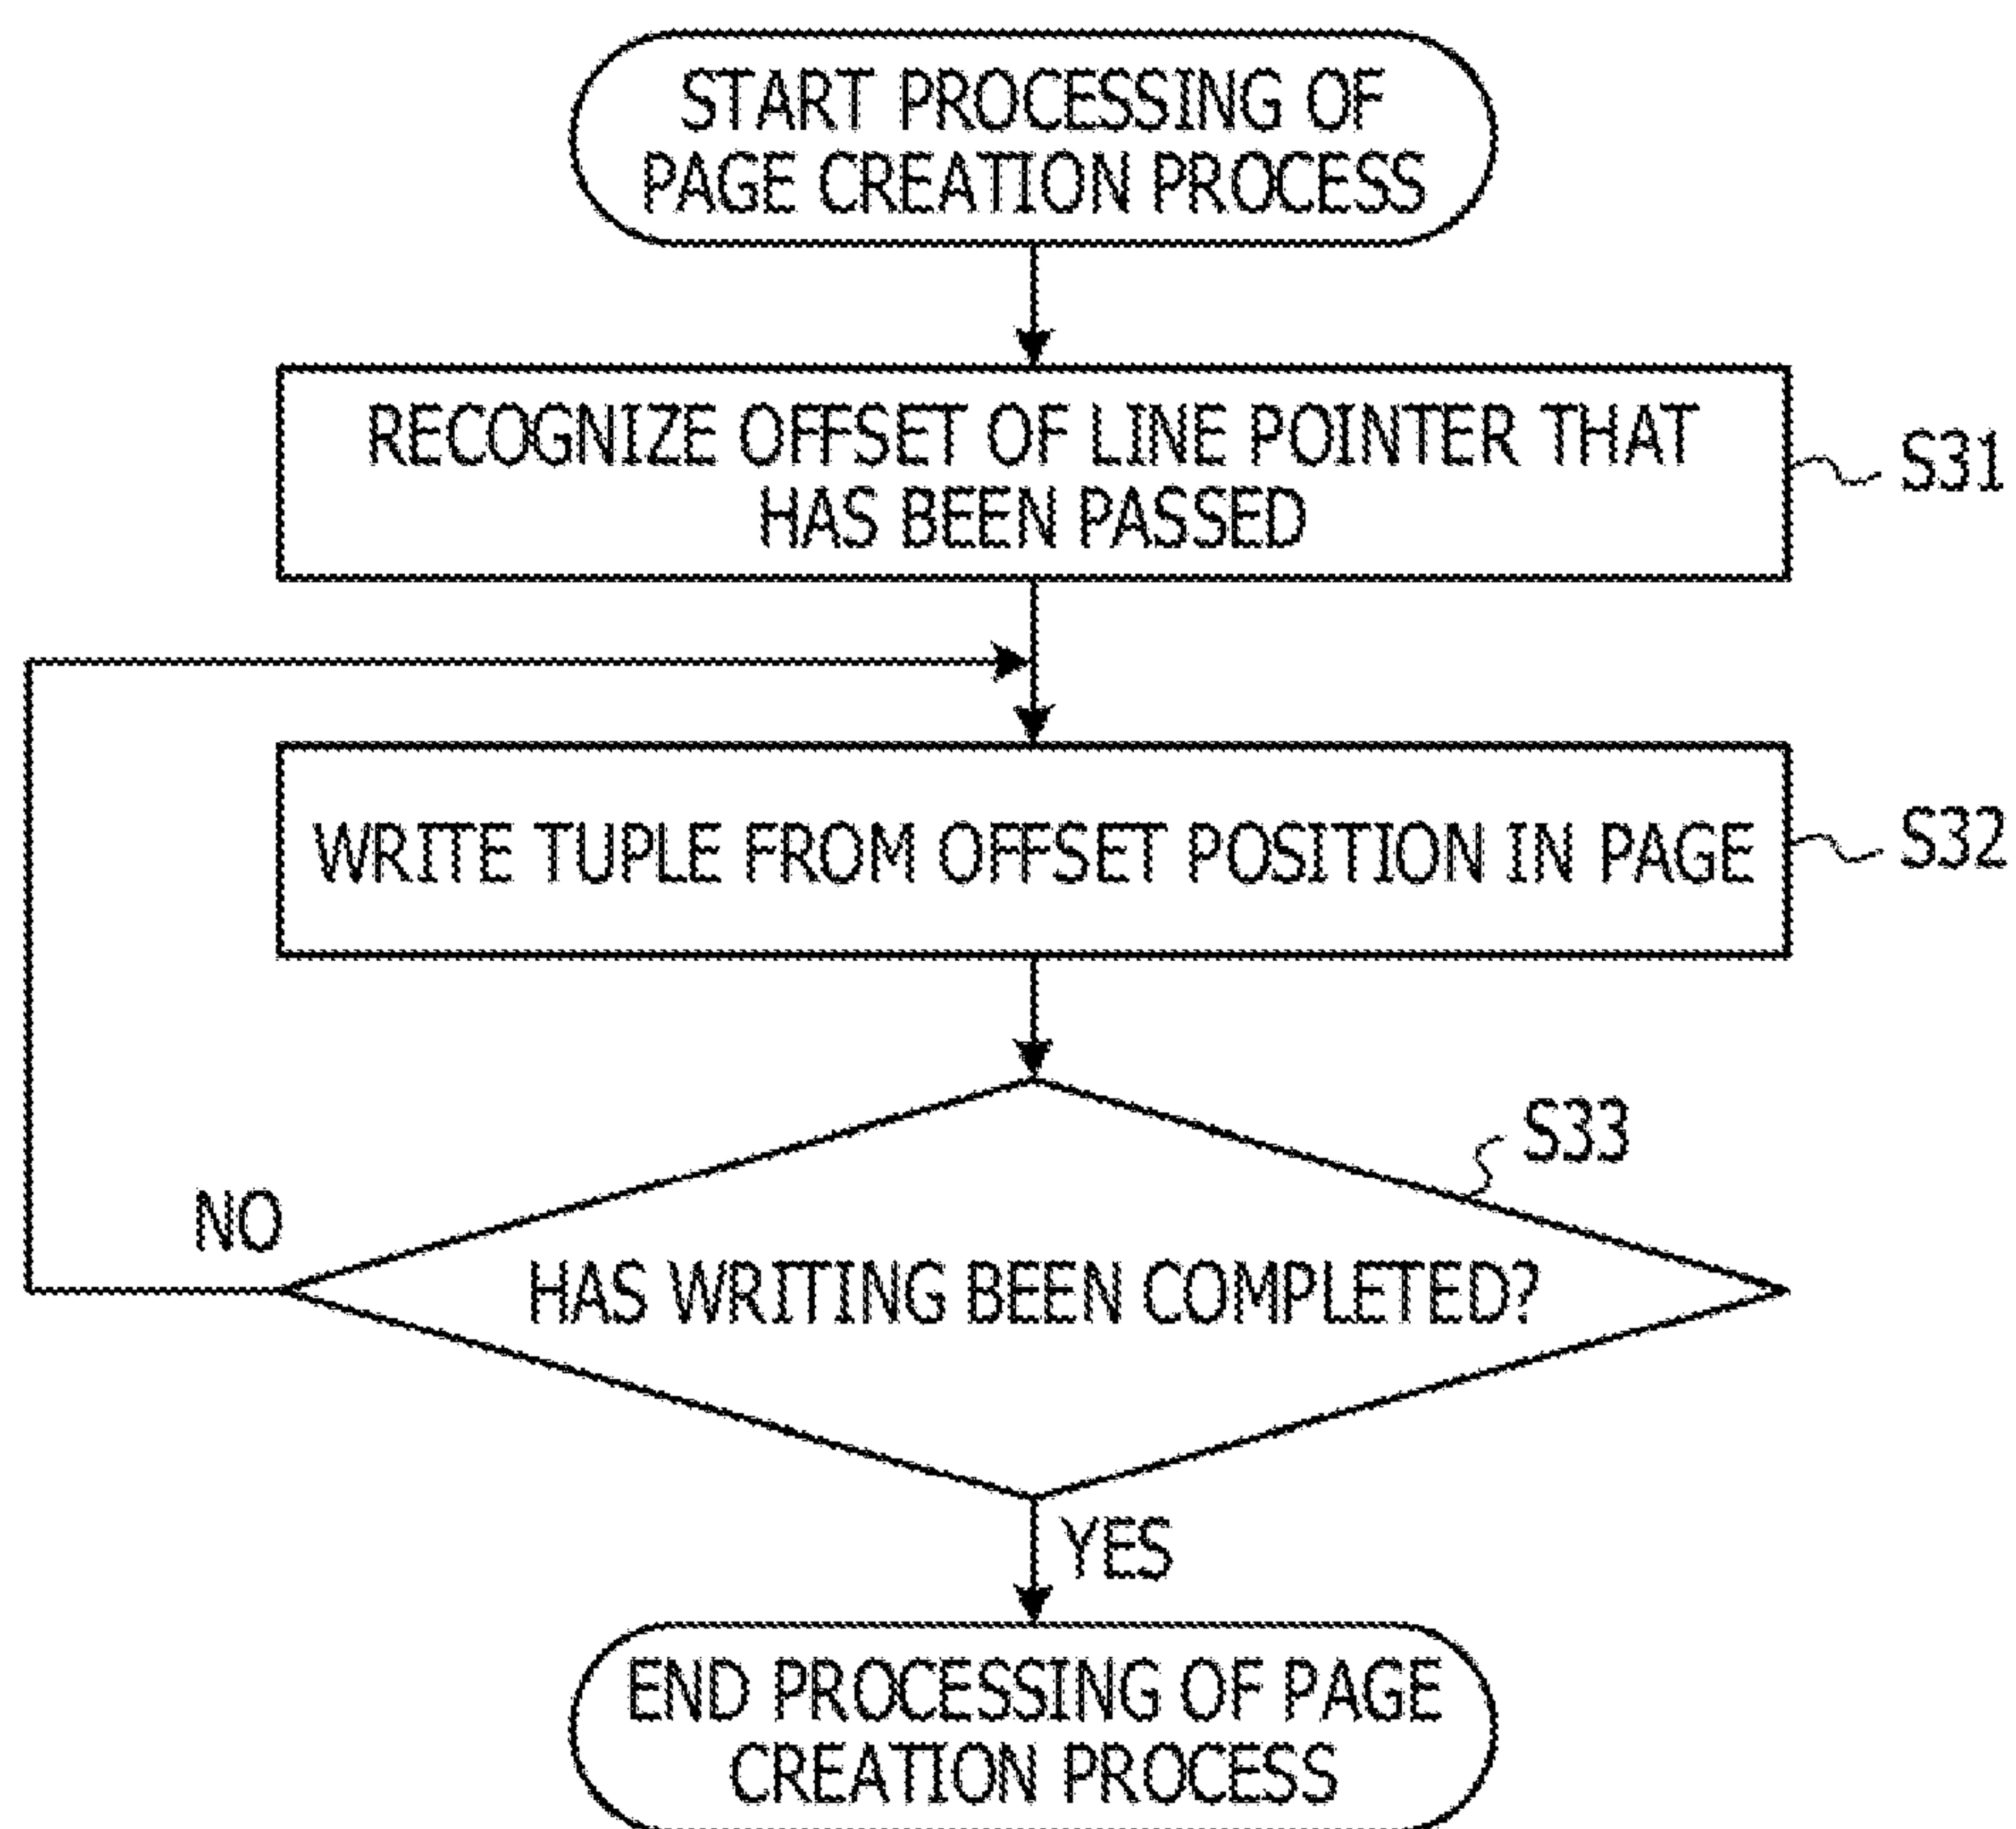 START PROCESSING OF
PAGE CREATION PROCESS
RECOGNIZE OFFSET OF LINE POINTER THAT
HAS BEEN PASSED
S31
WRITE TUPLE FROM OFFSET POSITION IN PAGE
S32
S33
NO
HAS WRITING BEEN COMPLETED?
YES
END PROCESSING OF PAGE
CREATION PROCESS